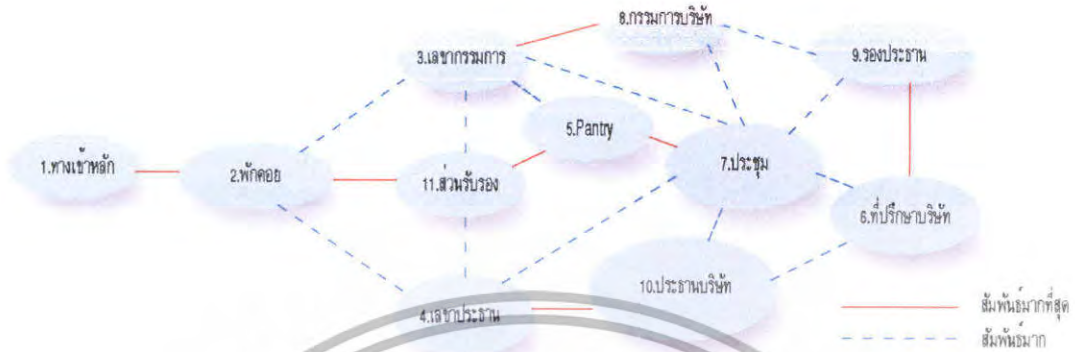 8.กรรมการบริษัท
3.เลขากรรมการ
9.รองประธาน
5.Pantry
1.ทางเข้าหลัก
2.พักคอย
11.ส่วนรับรอง
7.ประชุม
6.ที่ปรึกษาบริษัท
10.ประธานบริษัท
4.เลขาประธาน
สัมพันธ์มากที่สุด
สัมพันธ์มาก